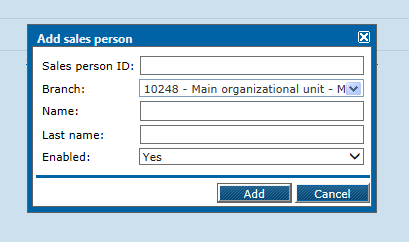 Add sales person
Sales person ID:
Branch: 10248 - Main organizational unit - M
Name:
Last name:
Enabled: Yes
Add Cancel